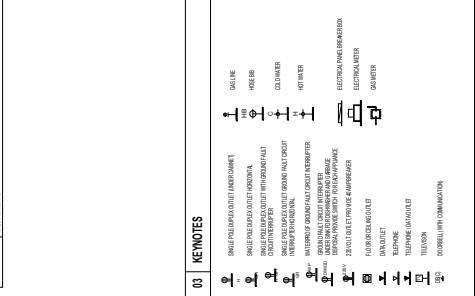 03 KEYNOTES
SINGLE POLE DUPLEX OUTLET (UNDER CABINET)
H
SINGLE POLE DUPLEX OUTLET HORIZONTAL
SINGLE POLE DUPLEX OUTLET WITH GROUND FAULT
CIRCUIT INTERRUPTER
SINGLE POLE DUPLEX OUTLET GROUND FAULT CIRCUIT
INTERRUPTER HORIZONTAL
WATERPROOF GROUND FAULT CIRCUIT INTERRUPTER
GROUND FAULT CIRCUIT INTERRUPTER
UNDER SINK FOR DISHWASHER AND GARBAGE
DISPOAL, PROVIDE SWITCH FOR EACH APPLIANCE
220 V
220 VOLT OUTLET, PROVIDE 40 AMP BREAKER
FLOOR OR CEILING OUTLET
DATA OUTLET
TELEPHONE
TELEPHONE / DATA OUTLET
TELEVISON
DOORBELL (WITH COMMUNICATION)
GAS LINE
HB
HOSE BIB
C
COLD WATER
H
HOT WATER
ELECTRICAL PANEL BREAKER BOX
ELECTRICAL METER
GAS METER